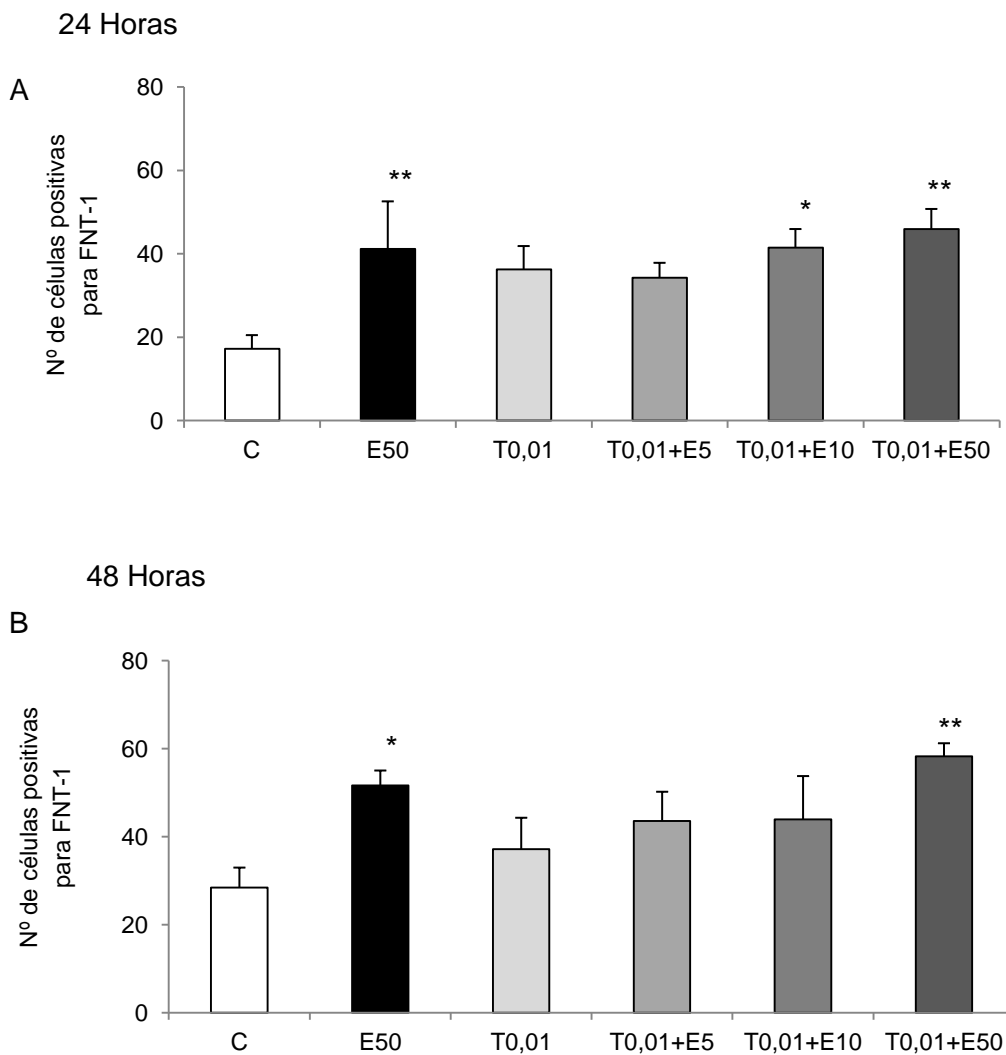 24 Horas
A
Nº de células positivas
para FNT-1
80
60
40
20
0
**
*
**
C E50 T0,01 T0,01+E5 T0,01+E10 T0,01+E50
48 Horas
B
Nº de células positivas
para FNT-1
80
60
40
20
0
*
**
C E50 T0,01 T0,01+E5 T0,01+E10 T0,01+E50